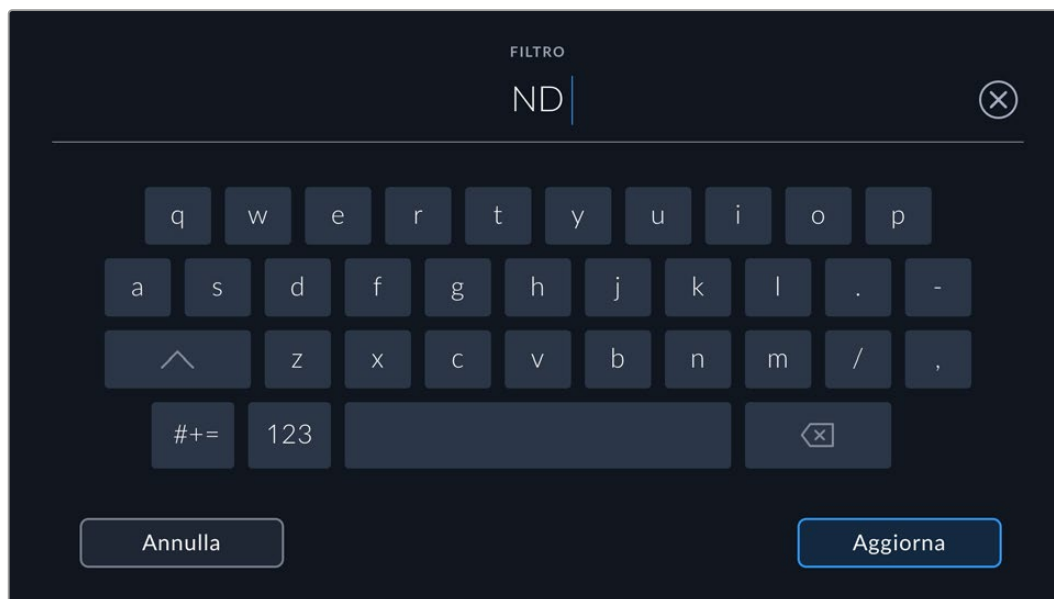 FILTRO
ND
q w e r t y u i o p
a s d f g h j k l . -
z x c v b n m / ,
#+= 123
Annulla Aggiorna